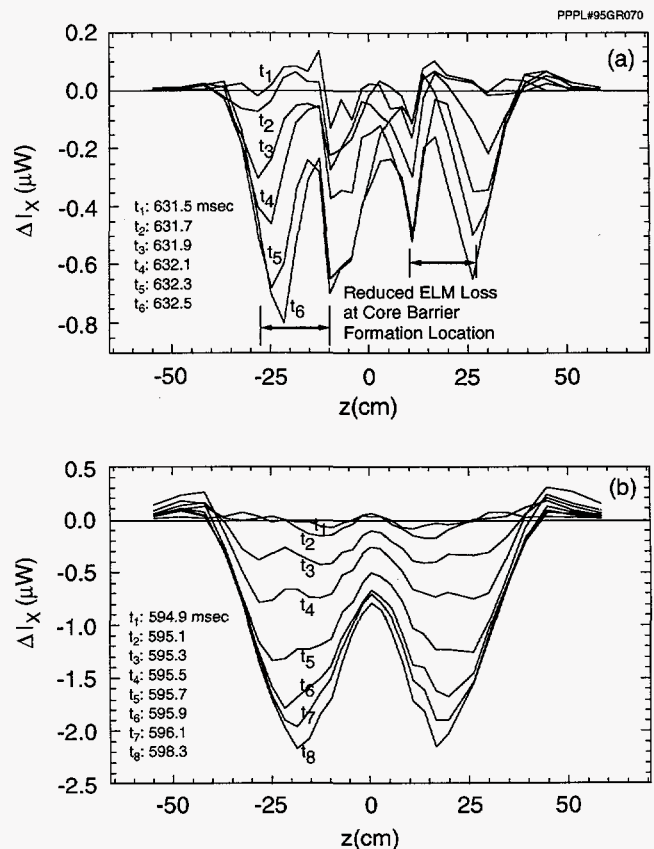 PPPL#95GR070
(a)
0.2
0.0
-0.2
-0.4
-0.6
-0.8
ΔIχ (μW)
t1
t2
t3
t4
t5
t6
t1: 631.5 msec
t2: 631.7
t3: 631.9
t4: 632.1
t5: 632.3
t6: 632.5
Reduced ELM Loss
at Core Barrier
Formation Location
-50 -25 0 25 50
z(cm)
(b)
0.5
0.0
-0.5
-1.0
-1.5
-2.0
-2.5
ΔIχ (μW)
t1
t2
t3
t4
t5
t6
t7
t8
t1: 594.9 msec
t2: 595.1
t3: 595.3
t4: 595.5
t5: 595.7
t6: 595.9
t7: 596.1
t8: 598.3
-50 -25 0 25 50
z(cm)